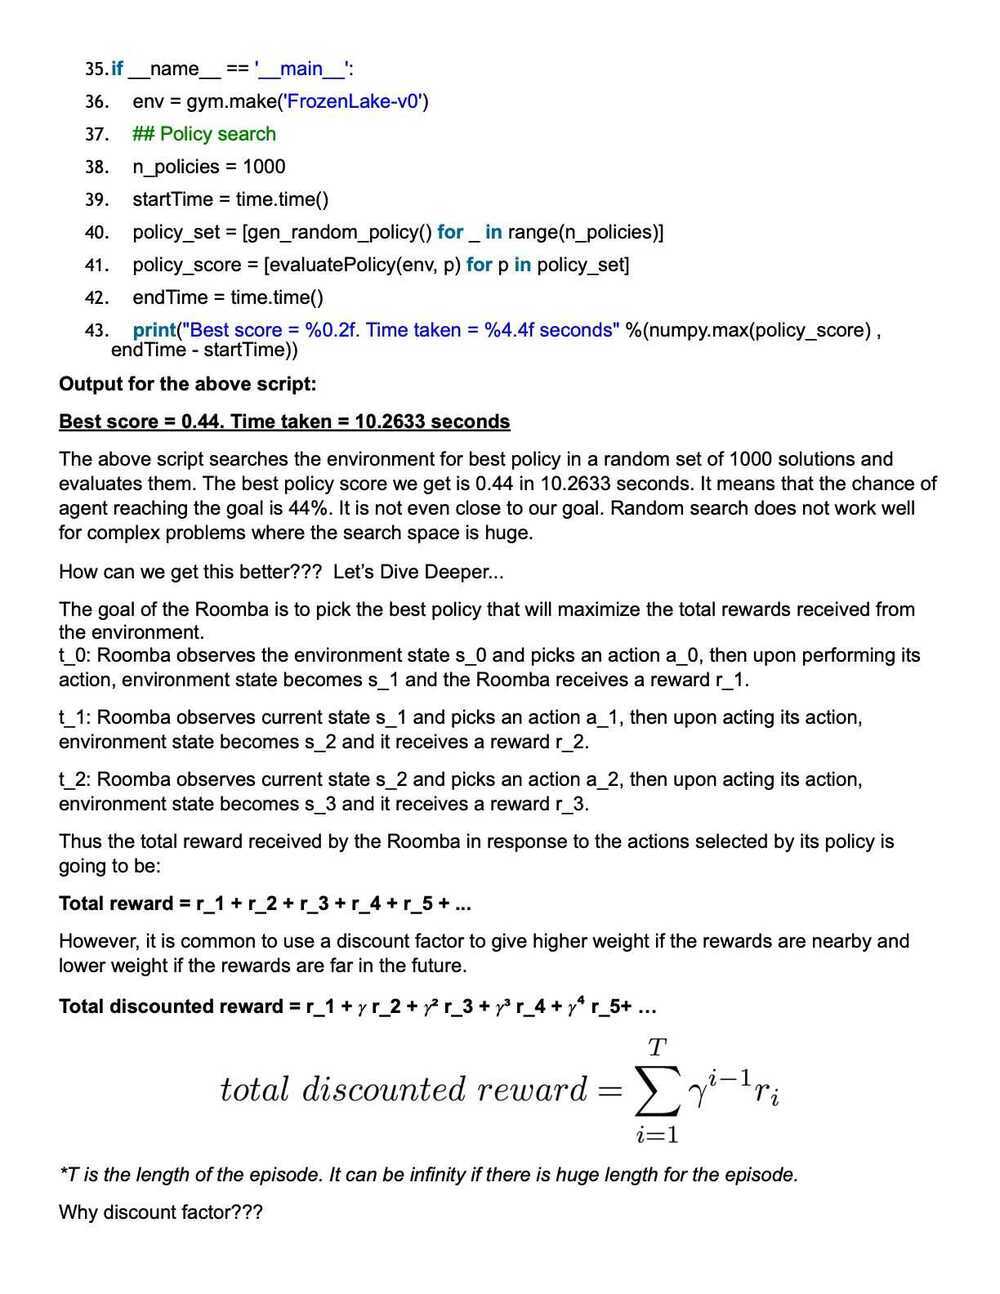 35. if __name__ == '__main__':
36. env = gym.make('FrozenLake-v0')
37. ## Policy search
38. n_policies = 1000
39. startTime = time.time()
40. policy_set = [gen_random_policy() for _ in range(n_policies)]
41. policy_score = [evaluatePolicy(env, p) for p in policy_set]
42. endTime = time.time()
43. print("Best score = %0.2f. Time taken = %4.4f seconds" %(numpy.max(policy_score) ,
endTime - startTime))
Output for the above script:
Best score = 0.44. Time taken = 10.2633 seconds
The above script searches the environment for best policy in a random set of 1000 solutions and
evaluates them. The best policy score we get is 0.44 in 10.2633 seconds. It means that the chance of
agent reaching the goal is 44%. It is not even close to our goal. Random search does not work well
for complex problems where the search space is huge.
How can we get this better??? Let's Dive Deeper...
The goal of the Roomba is to pick the best policy that will maximize the total rewards received from
the environment.
t_0: Roomba observes the environment state s_0 and picks an action a_0, then upon performing its
action, environment state becomes s_1 and the Roomba receives a reward r_1.
t_1: Roomba observes current state s_1 and picks an action a_1, then upon acting its action,
environment state becomes s_2 and it receives a reward r_2.
t_2: Roomba observes current state s_2 and picks an action a_2, then upon acting its action,
environment state becomes s_3 and it receives a reward r_3.
Thus the total reward received by the Roomba in response to the actions selected by its policy is
going to be:
Total reward = r_1 + r_2 + r_3 + r_4 + r_5 + ...
However, it is common to use a discount factor to give higher weight if the rewards are nearby and
lower weight if the rewards are far in the future.
Total discounted reward = r_1 + γ r_2 + γ² r_3 + γ³ r_4 + γ⁴ r_5+ …
total discounted reward = ∑_{i=1}^{T} γ^{i−1} r_i
*T is the length of the episode. It can be infinity if there is huge length for the episode.
Why discount factor???